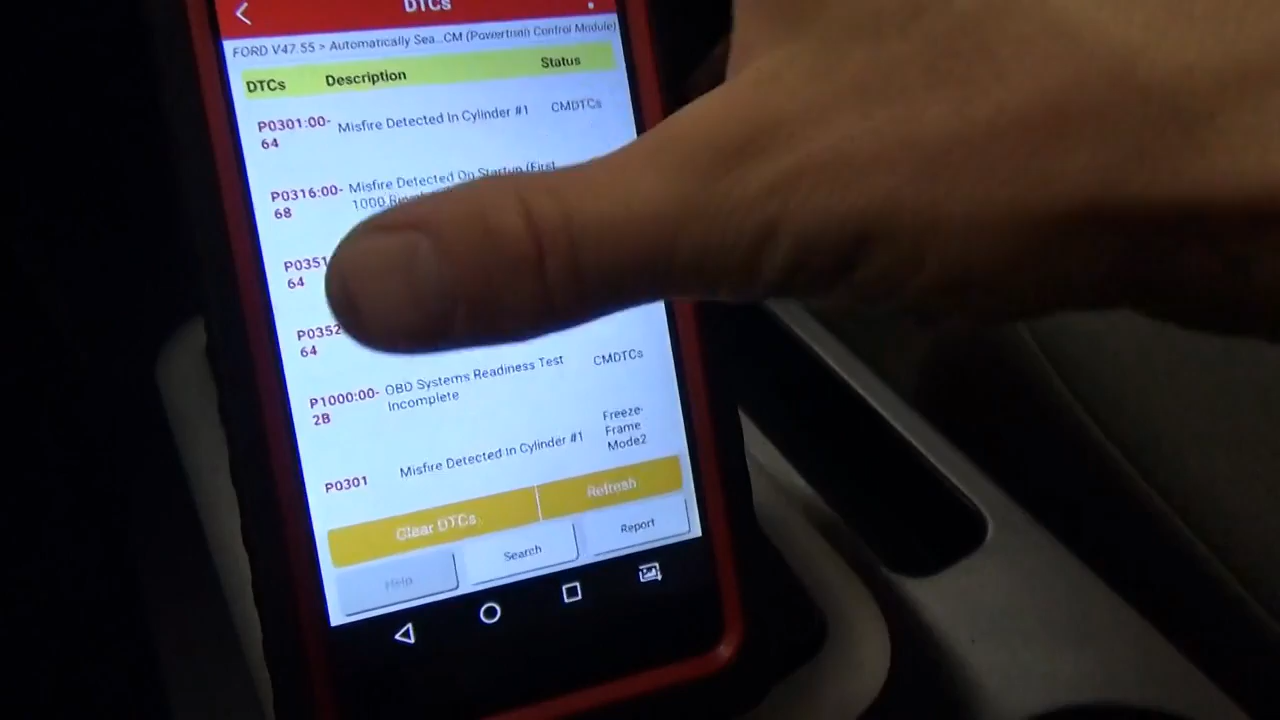 DTCs
FORD V47.55 > Automatically Sea...CM (Powertrain Control Module)
DTCs Description Status
P0301:00-
64
Misfire Detected In Cylinder #1
CMDTCs
P0316:00-
68
Misfire Detected On Startup (First
1000
P0351
64
P0352
64
P1000:00-
2B
OBD Systems Readiness Test
Incomplete
CMDTCs
P0301
Misfire Detected In Cylinder #1
Freeze-
Frame
Mode2
Clear DTCs
Refresh
Help
Search
Report